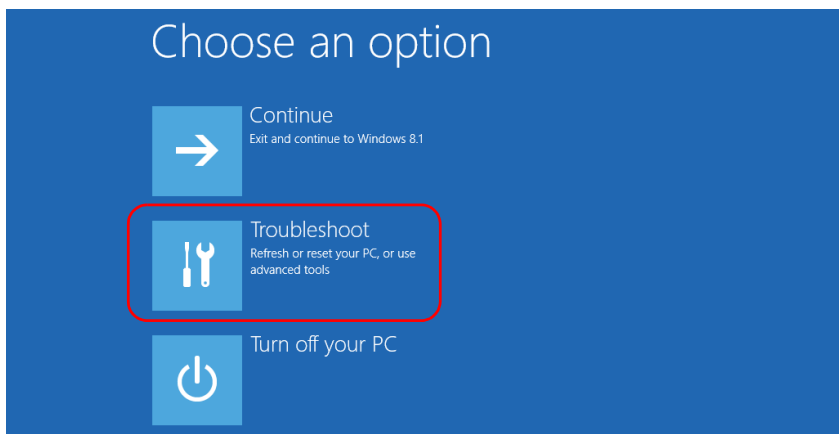 Choose an option
Continue
Exit and continue to Windows 8.1
Troubleshoot
Refresh or reset your PC, or use
advanced tools
Turn off your PC